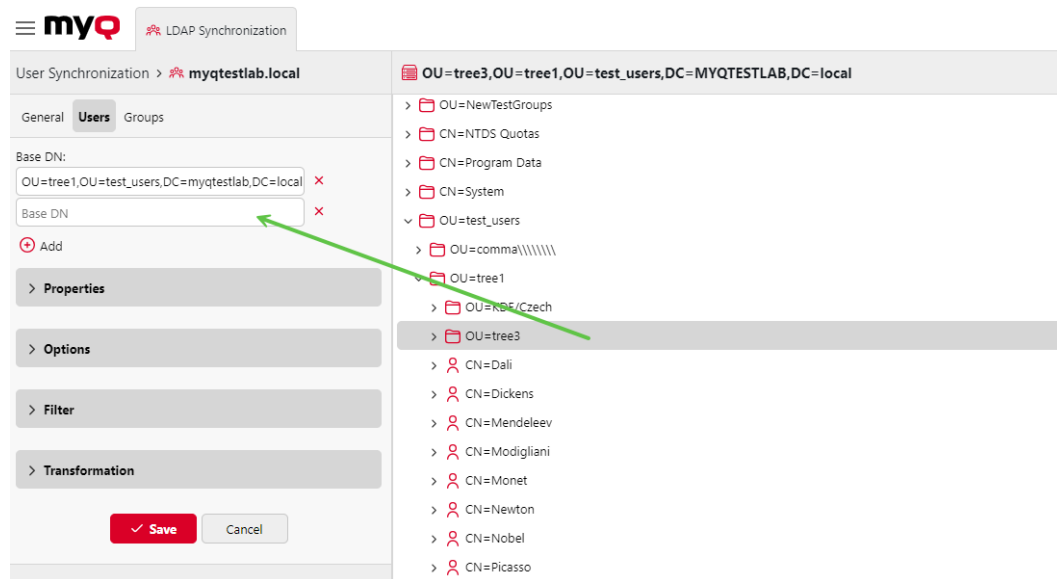 myQ
LDAP Synchronization
User Synchronization > myqtestlab.local
General Users Groups
Base DN:
OU=tree1,OU=test_users,DC=myqtestlab,DC=local
Base DN
Add
Properties
Options
Filter
Transformation
Save Cancel
OU=tree3,OU=tree1,OU=test_users,DC=MYQTESTLAB,DC=local
OU=NewTestGroups
CN=NTDS Quotas
CN=Program Data
CN=System
OU=test_users
OU=comma\\\\\\\\
OU=tree1
OU=KDE/Czech
OU=tree3
CN=Dali
CN=Dickens
CN=Mendeleev
CN=Modigliani
CN=Monet
CN=Newton
CN=Nobel
CN=Picasso